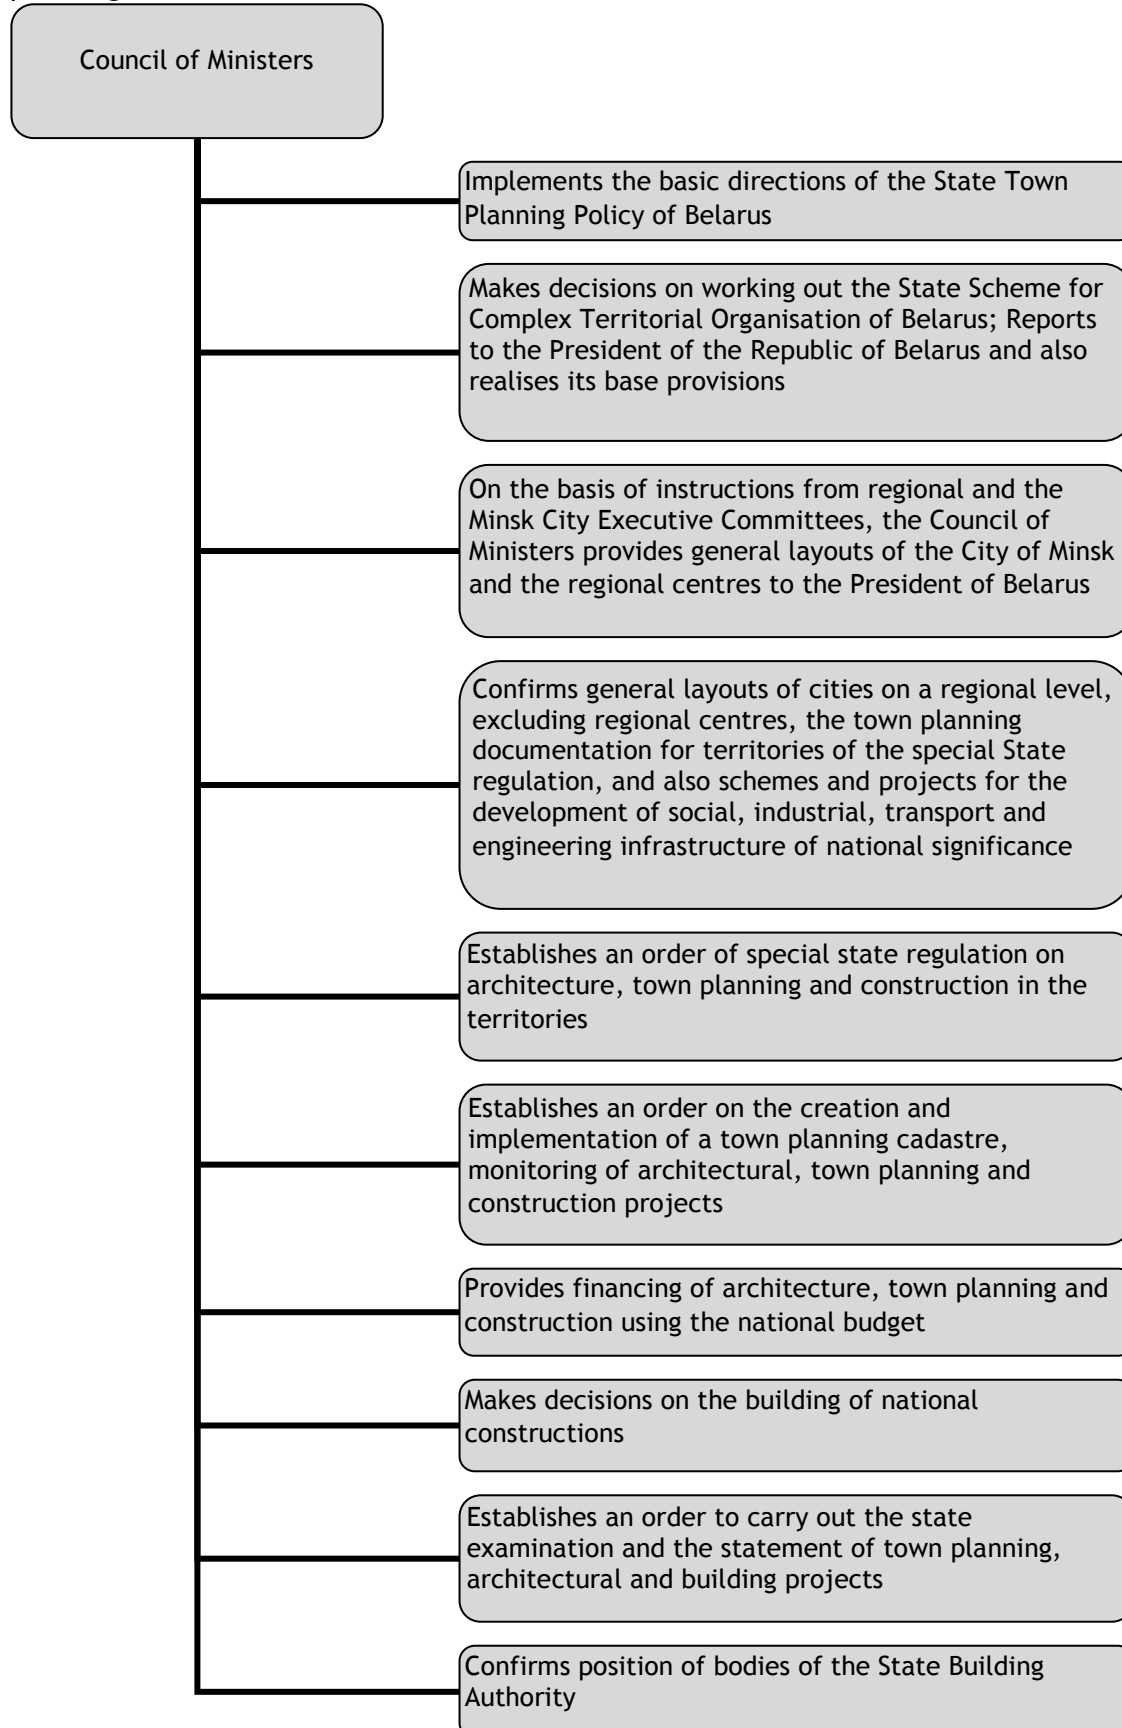 Council of Ministers
Implements the basic directions of the State Town
Planning Policy of Belarus
Makes decisions on working out the State Scheme for
Complex Territorial Organisation of Belarus; Reports
to the President of the Republic of Belarus and also
realises its base provisions
On the basis of instructions from regional and the
Minsk City Executive Committees, the Council of
Ministers provides general layouts of the City of Minsk
and the regional centres to the President of Belarus
Confirms general layouts of cities on a regional level,
excluding regional centres, the town planning
documentation for territories of the special State
regulation, and also schemes and projects for the
development of social, industrial, transport and
engineering infrastructure of national significance
Establishes an order of special state regulation on
architecture, town planning and construction in the
territories
Establishes an order on the creation and
implementation of a town planning cadastre,
monitoring of architectural, town planning and
construction projects
Provides financing of architecture, town planning and
construction using the national budget
Makes decisions on the building of national
constructions
Establishes an order to carry out the state
examination and the statement of town planning,
architectural and building projects
Confirms position of bodies of the State Building
Authority